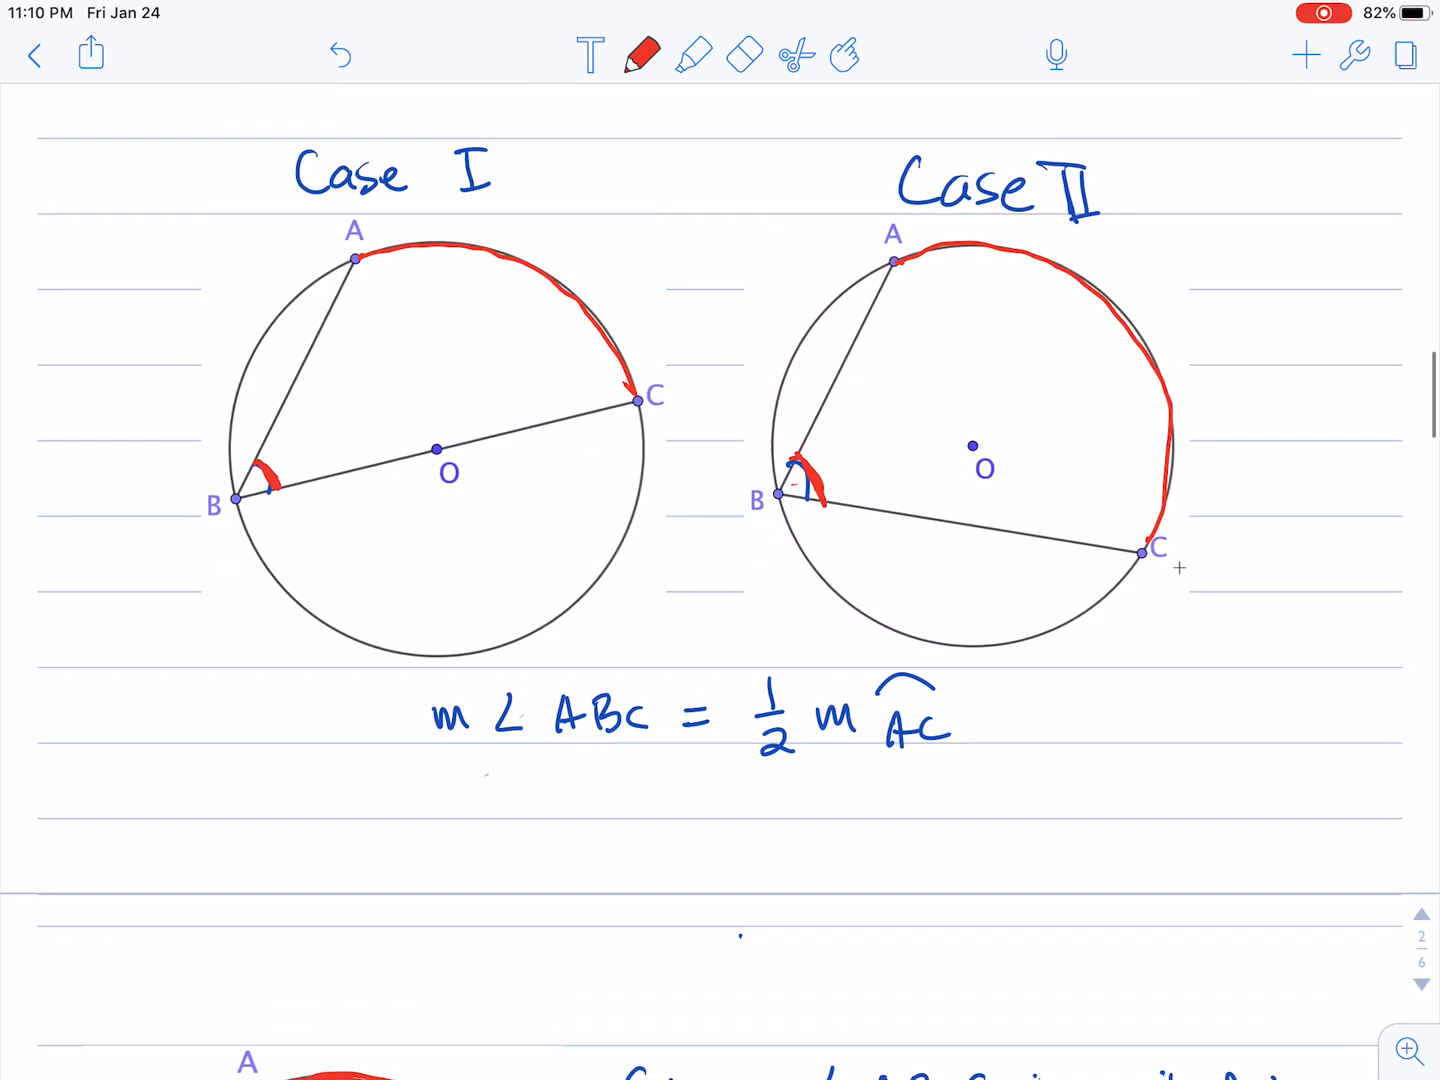 11:10 PM Fri Jan 24
82%
T
Case I
Case II
A
C
O
B
A
B
O
C
m ∠ ABC = 1/2 m ⌒AC
2
6
A